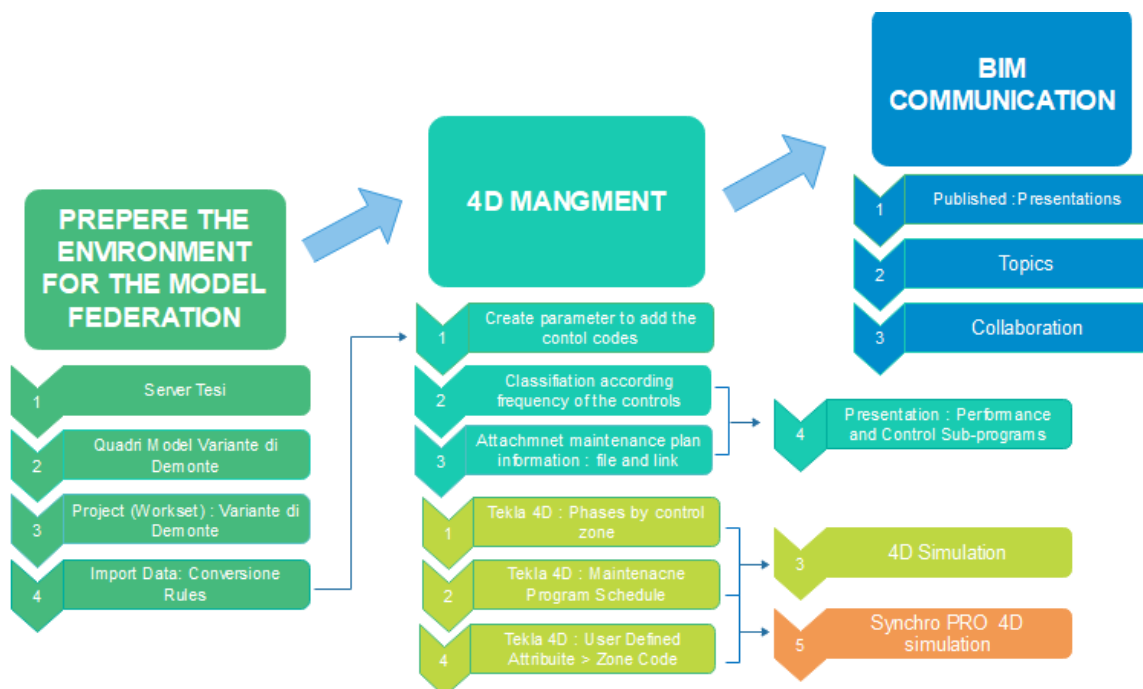 PREPERE THE
ENVIRONMENT
FOR THE MODEL
FEDERATION
1
Server Tesi
2
Quadri Model Variante di
Demonte
3
Project (Workset) : Variante di
Demonte
4
Import Data: Conversione
Rules
4D MANGMENT
1
Create parameter to add the
contol codes
2
Classifiation according
frequency of the controls
3
Attachmnet maintenance plan
information : file and link
4
Presentation : Performance
and Control Sub-programs
1
Tekla 4D : Phases by control
zone
2
Tekla 4D : Maintenacne
Program Schedule
4
Tekla 4D : User Defined
Attribuite > Zone Code
3
4D Simulation
5
Synchro PRO 4D
simulation
BIM
COMMUNICATION
1
Published :Presentations
2
Topics
3
Collaboration